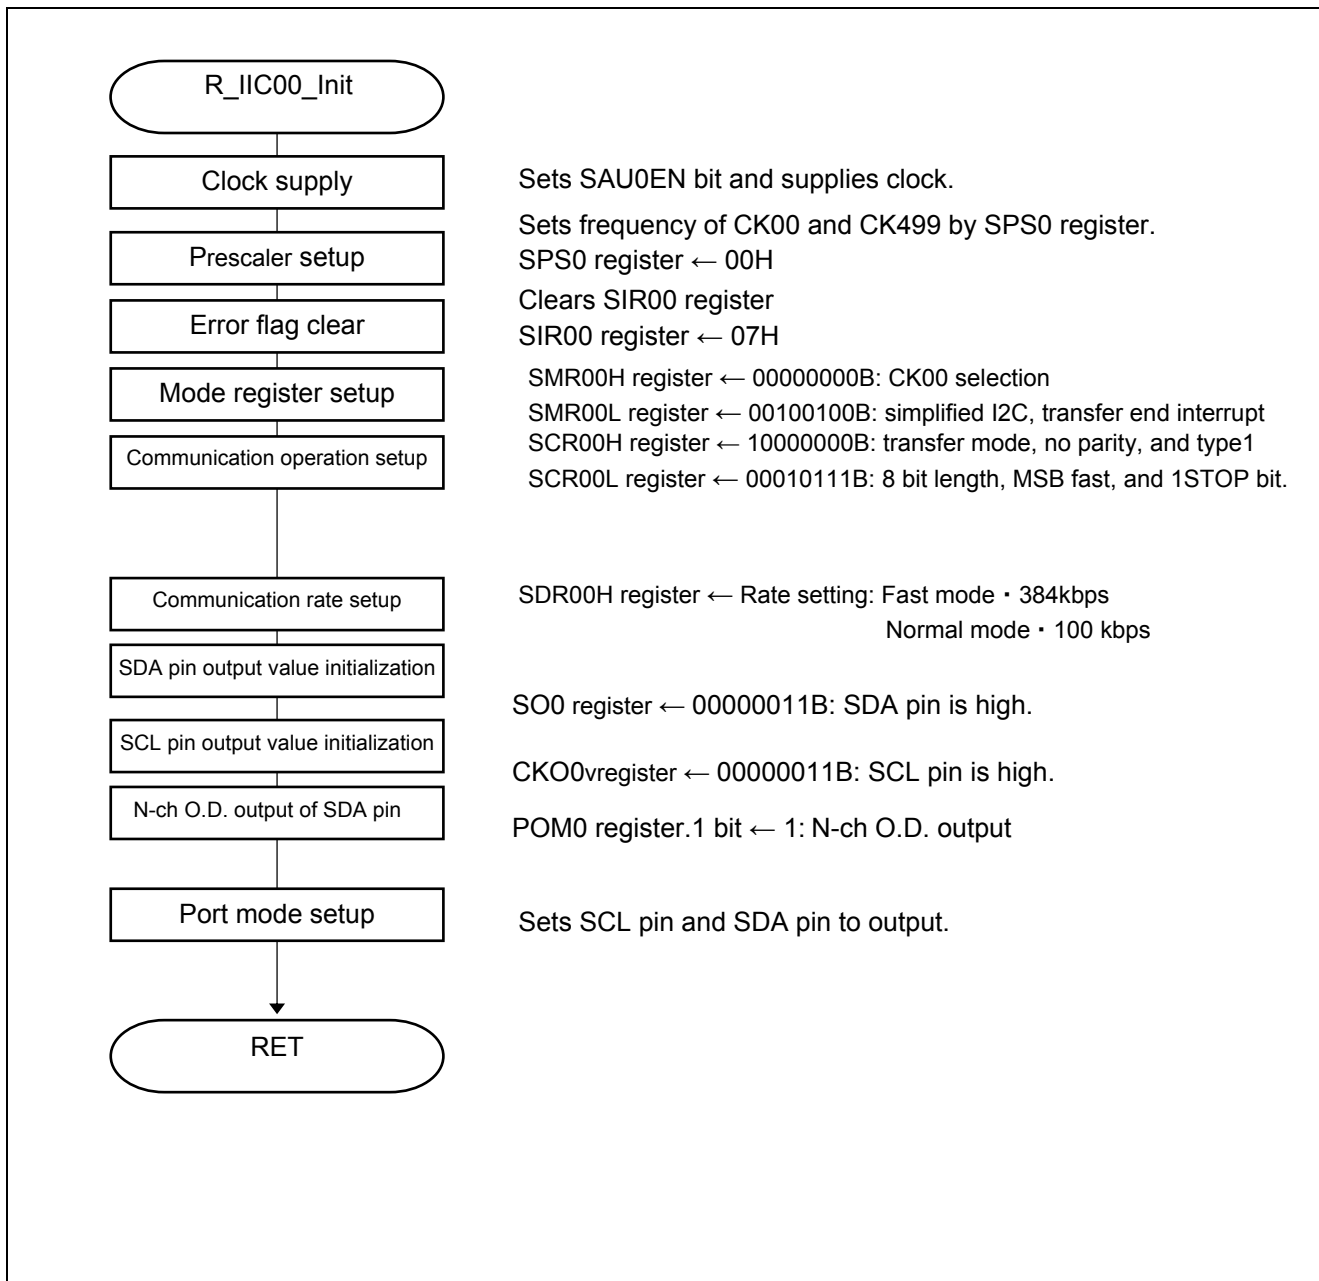 R_IIC00_Init
Clock supply
Sets SAU0EN bit and supplies clock.
Sets frequency of CK00 and CK499 by SPS0 register.
Prescaler setup
SPS0 register ← 00H
Clears SIR00 register
Error flag clear
SIR00 register ← 07H
Mode register setup
SMR00H register ← 00000000B: CK00 selection
SMR00L register ← 00100100B: simplified I2C, transfer end interrupt
Communication operation setup
SCR00H register ← 10000000B: transfer mode, no parity, and type1
SCR00L register ← 00010111B: 8 bit length, MSB fast, and 1STOP bit.
Communication rate setup
SDR00H register ← Rate setting: Fast mode・384kbps
Normal mode・100 kbps
SDA pin output value initialization
SO0 register ← 00000011B: SDA pin is high.
SCL pin output value initialization
CKO0vregister ← 00000011B: SCL pin is high.
N-ch O.D. output of SDA pin
POM0 register.1 bit ← 1: N-ch O.D. output
Port mode setup
Sets SCL pin and SDA pin to output.
RET